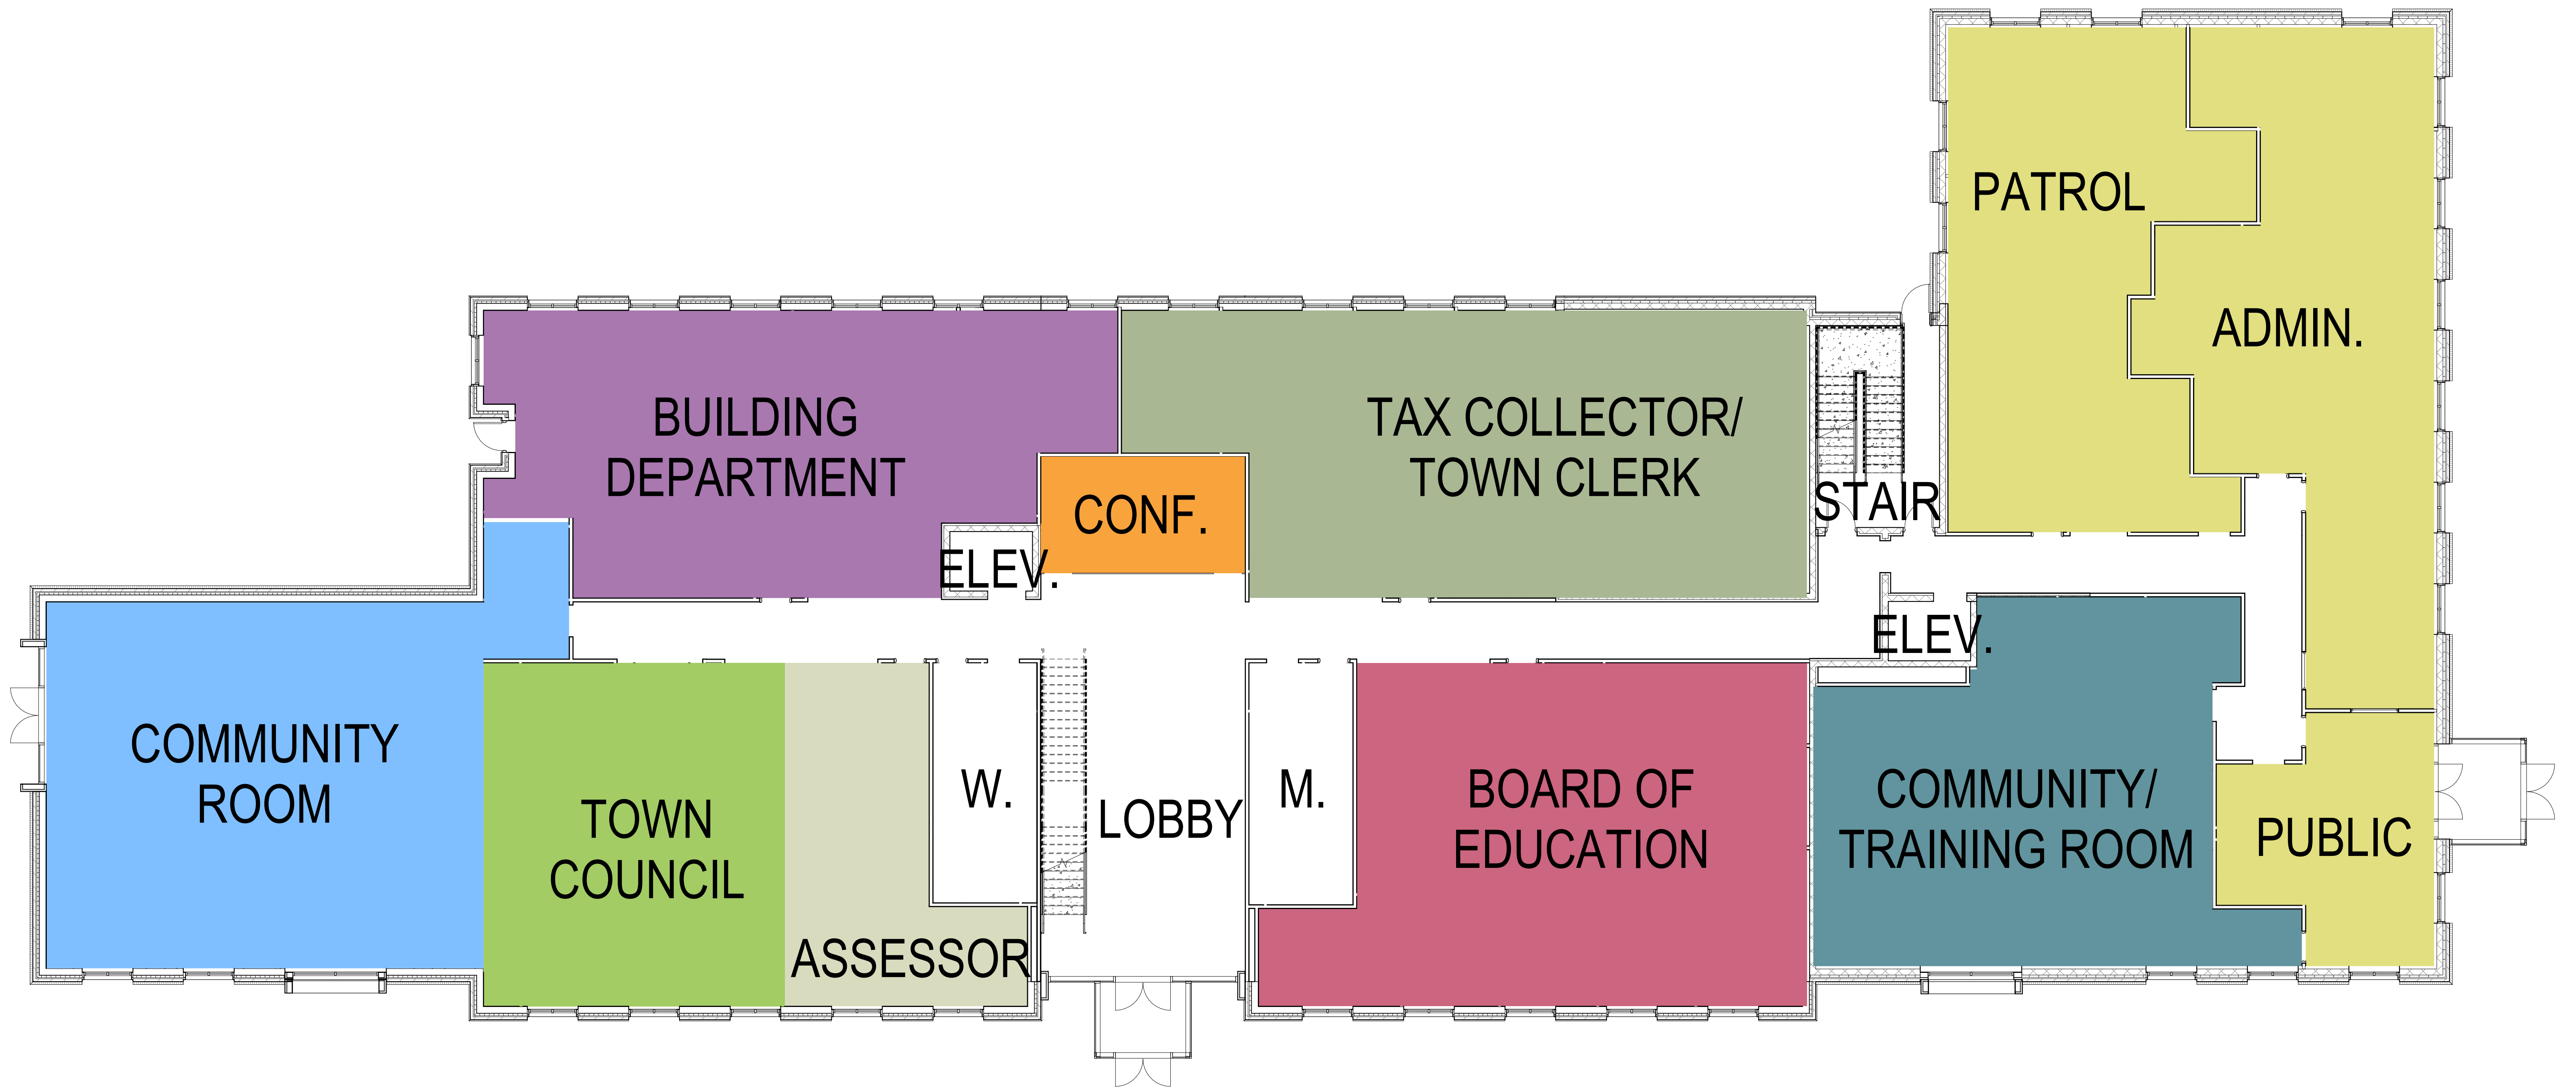 PATROL
ADMIN.
BUILDING
DEPARTMENT
TAX COLLECTOR/
TOWN CLERK
CONF.
STAIR
ELEV.
ELEV.
COMMUNITY
ROOM
TOWN
COUNCIL
ASSESSOR
W.
LOBBY
M.
BOARD OF
EDUCATION
COMMUNITY/
TRAINING ROOM
PUBLIC